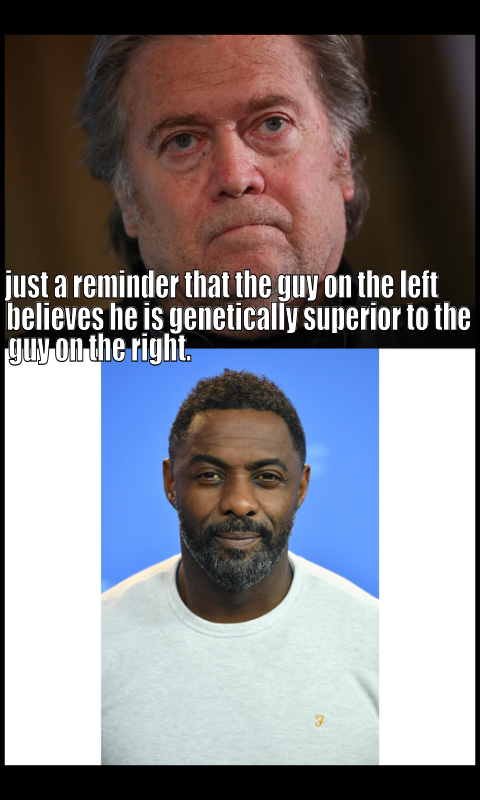 just a reminder that the guy on the left
believes he is genetically superior to the
guy on the right.